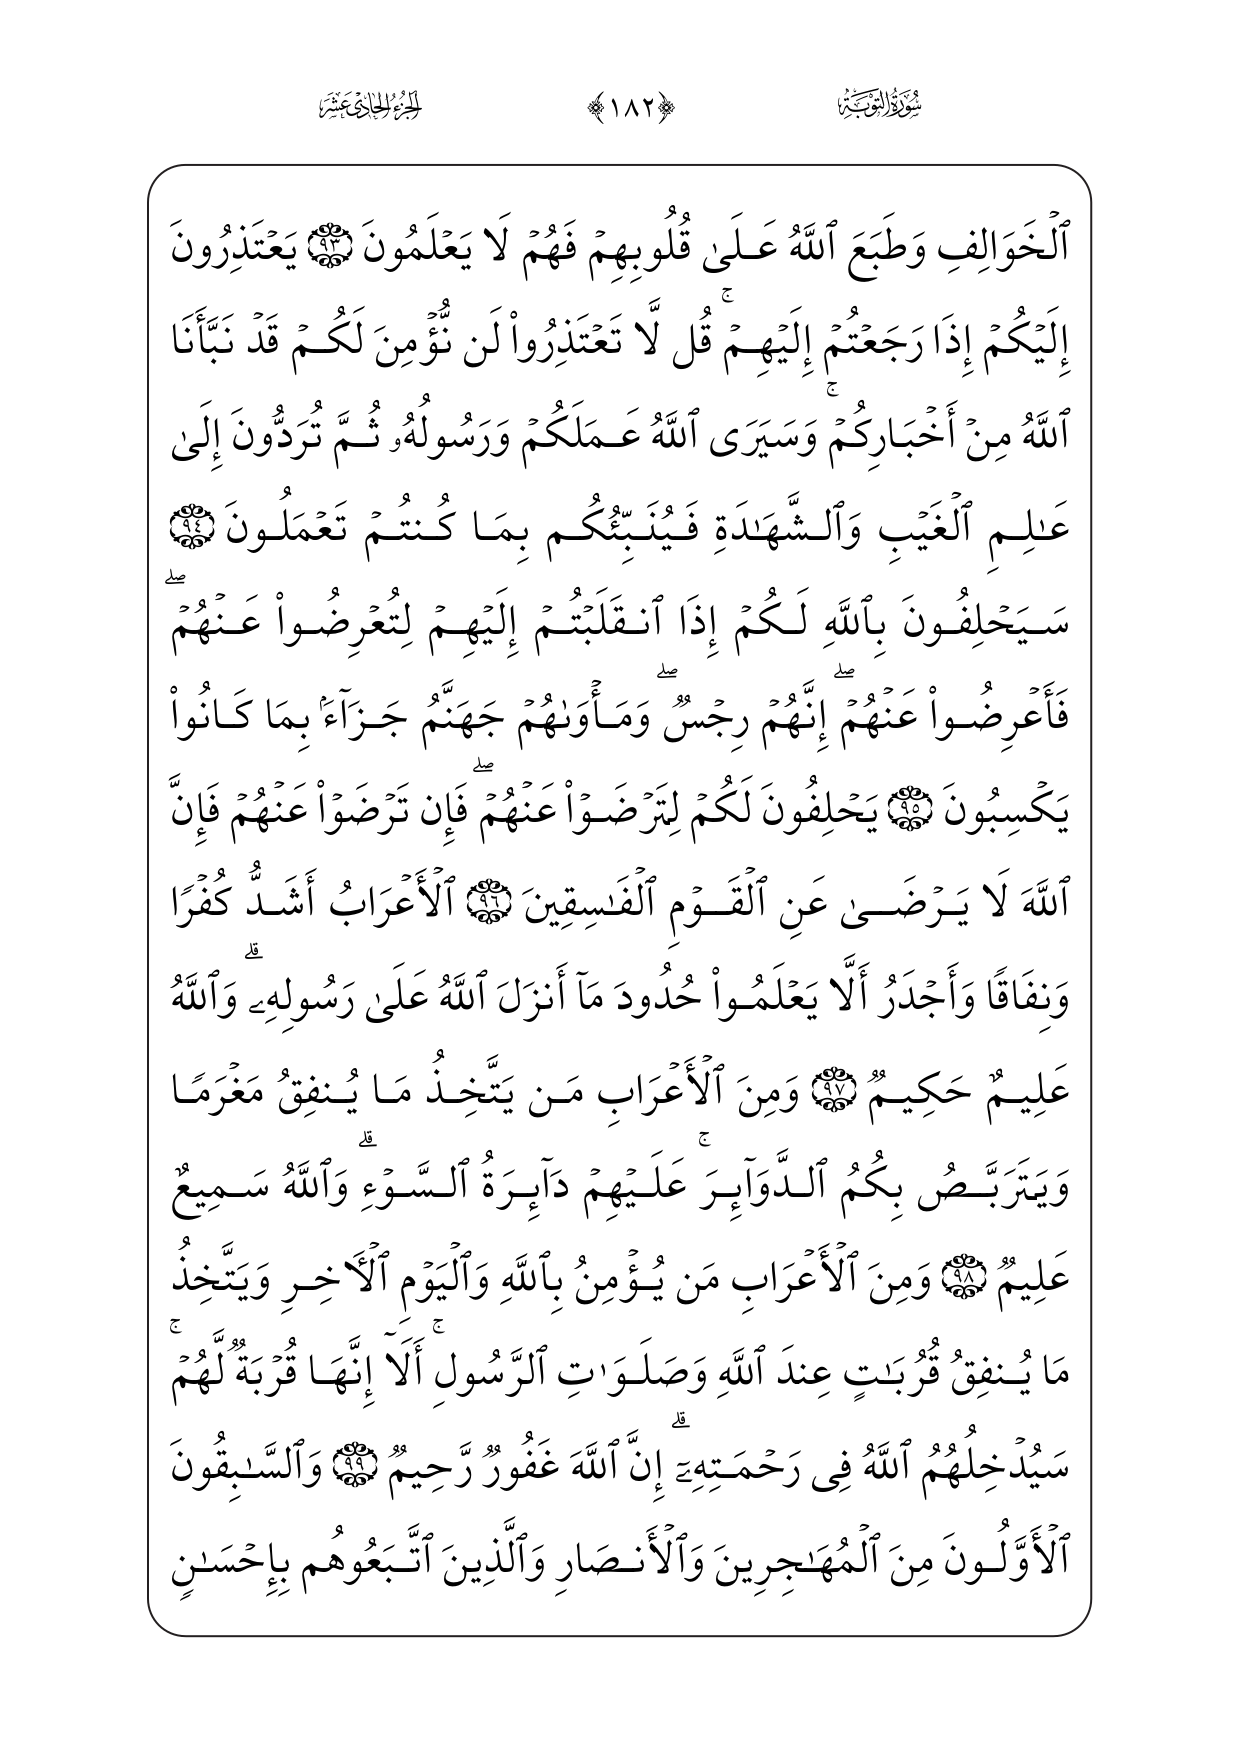 سُورَةُ التَّوۡبَةِ ﴿١٨٢﴾ الجُزۡءُ الحَادِي عَشَرَ
ٱلۡخَوَالِفِ وَطَبَعَ ٱللَّهُ عَلَىٰ قُلُوبِهِمۡ فَهُمۡ لَا يَعۡلَمُونَ ٩٣ يَعۡتَذِرُونَ
إِلَيۡكُمۡ إِذَا رَجَعۡتُمۡ إِلَيۡهِمۡۚ قُل لَّا تَعۡتَذِرُواْ لَن نُّؤۡمِنَ لَكُمۡ قَدۡ نَبَّأَنَا
ٱللَّهُ مِنۡ أَخۡبَارِكُمۡۚ وَسَيَرَى ٱللَّهُ عَمَلَكُمۡ وَرَسُولُهُۥ ثُمَّ تُرَدُّونَ إِلَىٰ
عَٰلِمِ ٱلۡغَيۡبِ وَٱلشَّهَٰدَةِ فَيُنَبِّئُكُم بِمَا كُنتُمۡ تَعۡمَلُونَ ٩٤
سَيَحۡلِفُونَ بِٱللَّهِ لَكُمۡ إِذَا ٱنقَلَبۡتُمۡ إِلَيۡهِمۡ لِتُعۡرِضُواْ عَنۡهُمۡۖ
فَأَعۡرِضُواْ عَنۡهُمۡۖ إِنَّهُمۡ رِجۡسٞۖ وَمَأۡوَىٰهُمۡ جَهَنَّمُ جَزَآءَۢ بِمَا كَانُواْ
يَكۡسِبُونَ ٩٥ يَحۡلِفُونَ لَكُمۡ لِتَرۡضَوۡاْ عَنۡهُمۡۖ فَإِن تَرۡضَوۡاْ عَنۡهُمۡ فَإِنَّ
ٱللَّهَ لَا يَرۡضَىٰ عَنِ ٱلۡقَوۡمِ ٱلۡفَٰسِقِينَ ٩٦ ٱلۡأَعۡرَابُ أَشَدُّ كُفۡرٗا
وَنِفَاقٗا وَأَجۡدَرُ أَلَّا يَعۡلَمُواْ حُدُودَ مَآ أَنزَلَ ٱللَّهُ عَلَىٰ رَسُولِهِۦۗ وَٱللَّهُ
عَلِيمٌ حَكِيمٞ ٩٧ وَمِنَ ٱلۡأَعۡرَابِ مَن يَتَّخِذُ مَا يُنفِقُ مَغۡرَمٗا
وَيَتَرَبَّصُ بِكُمُ ٱلدَّوَآئِرَۚ عَلَيۡهِمۡ دَآئِرَةُ ٱلسَّوۡءِۗ وَٱللَّهُ سَمِيعٌ
عَلِيمٞ ٩٨ وَمِنَ ٱلۡأَعۡرَابِ مَن يُؤۡمِنُ بِٱللَّهِ وَٱلۡيَوۡمِ ٱلۡأٓخِرِ وَيَتَّخِذُ
مَا يُنفِقُ قُرُبَٰتٍ عِندَ ٱللَّهِ وَصَلَوَٰتِ ٱلرَّسُولِۚ أَلَآ إِنَّهَا قُرۡبَةٞ لَّهُمۡۚ
سَيُدۡخِلُهُمُ ٱللَّهُ فِي رَحۡمَتِهِۦٓۗ إِنَّ ٱللَّهَ غَفُورٞ رَّحِيمٞ ٩٩ وَٱلسَّٰبِقُونَ
ٱلۡأَوَّلُونَ مِنَ ٱلۡمُهَٰجِرِينَ وَٱلۡأَنصَارِ وَٱلَّذِينَ ٱتَّبَعُوهُم بِإِحۡسَٰنٖ